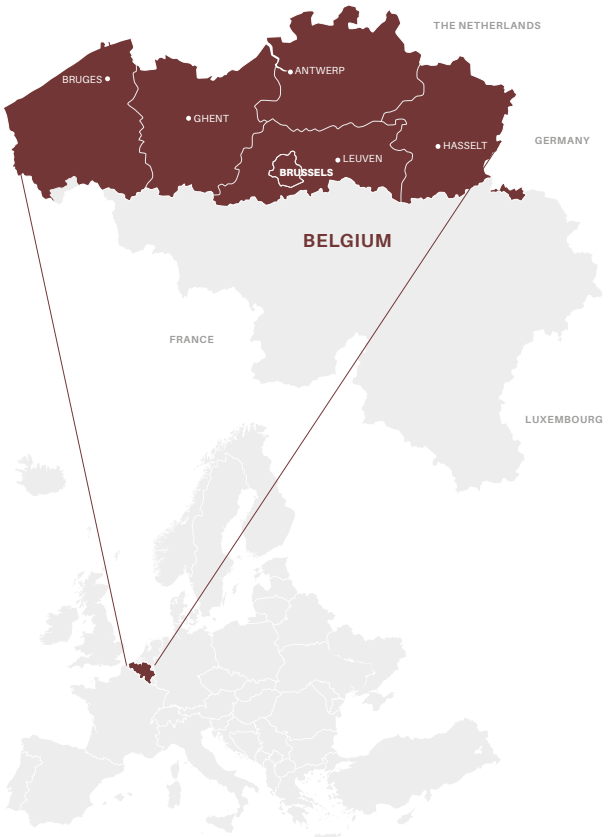 THE NETHERLANDS
ANTWERP
BRUGES
GHENT
GERMANY
HASSELT
LEUVEN
BRUSSELS
BELGIUM
FRANCE
LUXEMBOURG